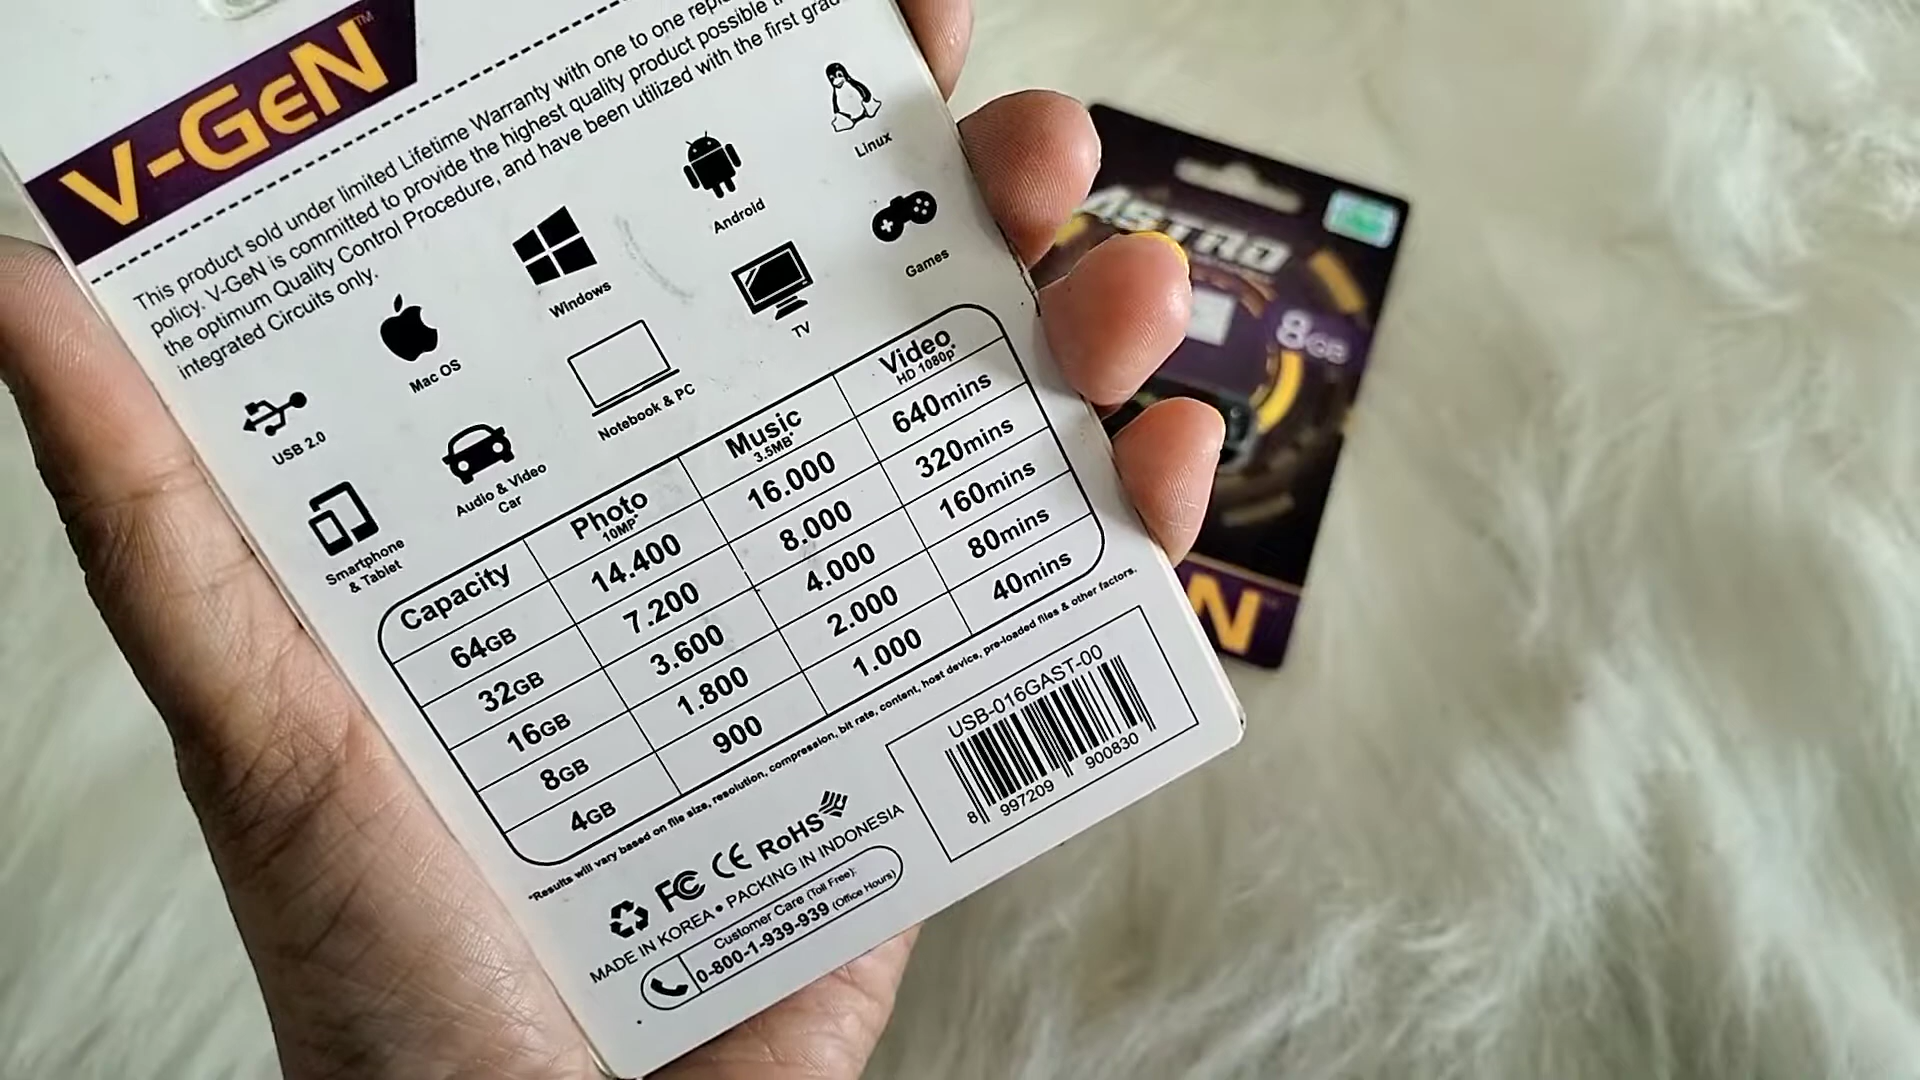 V-GeN™
This product sold under limited Lifetime Warranty with one to one
policy. V-GeN is committed to provide the highest quality product possible
the optimum Quality Control Procedure, and have been utilized with the first
integrated Circuits only.
USB 2.0
Mac OS
Windows
Android
Linux
Smartphone
& Tablet
Audio & Video
Car
Notebook & PC
TV
Games
Capacity Photo Music Video
10MP* 3.5MB* HD 1080p*
64GB 14.400 16.000 640mins
32GB 7.200 8.000 320mins
16GB 3.600 4.000 160mins
8GB 1.800 2.000 80mins
4GB 900 1.000 40mins
*Results will vary based on file size, resolution, compression, bit rate, content, host device, pre-loaded files & other factors.
FC CE RoHS
MADE IN KOREA • PACKING IN INDONESIA
Customer Care (Toll Free):
0-800-1-939-939 (Office Hours)
USB-016GAST-00
8 997209 900830
ASTRO
8GB
N